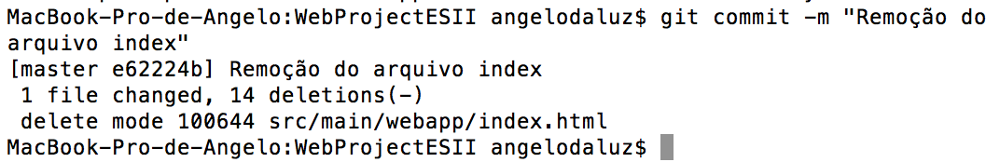 MacBook-Pro-de-Angelo:WebProjectESII angelodaluz$ git commit -m "Remoção do
arquivo index"
[master e62224b] Remoção do arquivo index
 1 file changed, 14 deletions(-)
 delete mode 100644 src/main/webapp/index.html
MacBook-Pro-de-Angelo:WebProjectESII angelodaluz$